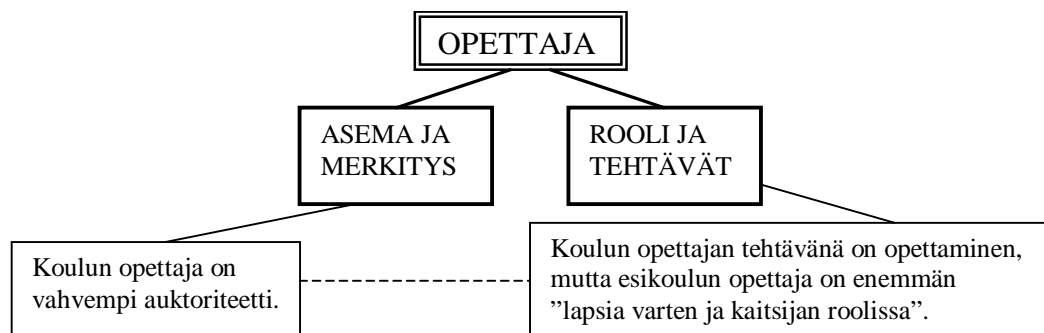 OPETTAJA
ASEMA JA
MERKITYS
ROOLI JA
TEHTÄVÄT
Koulun opettaja on
vahvempi auktoriteetti.
Koulun opettajan tehtävänä on opettaminen,
mutta esikoulun opettaja on enemmän
”lapsia varten ja kaitsijan roolissa”.